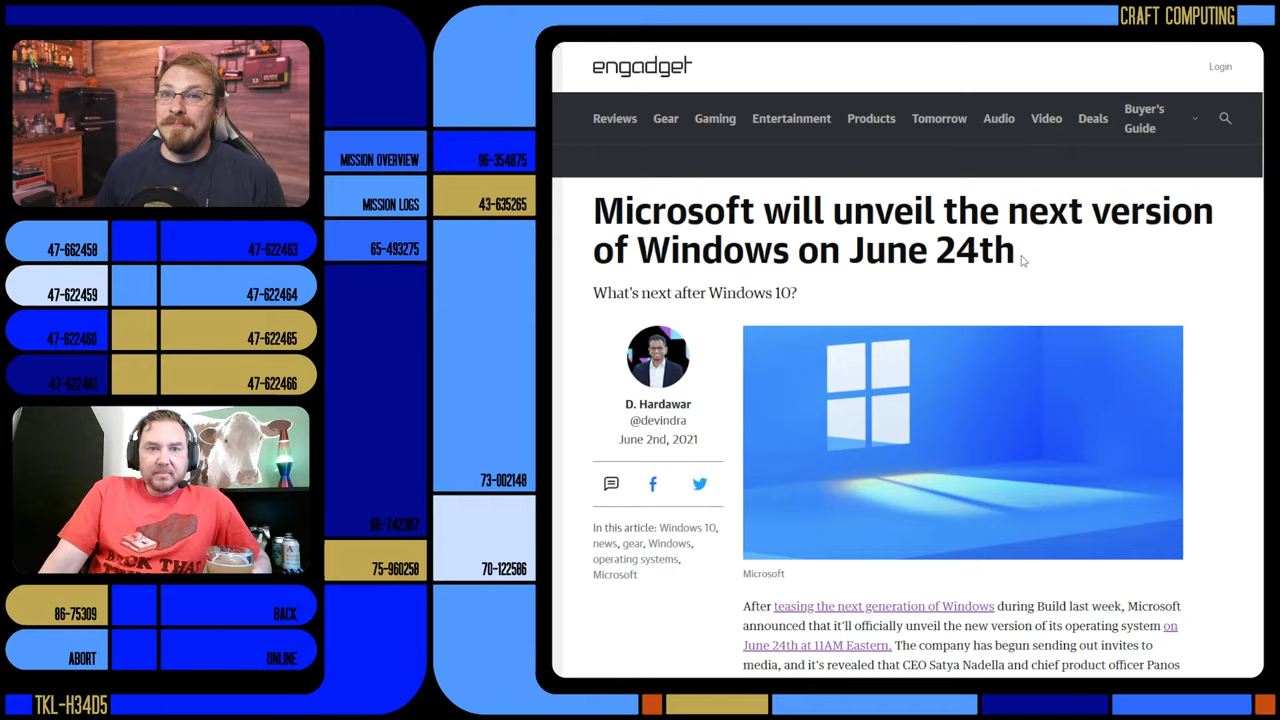 CRAFT COMPUTING
MISSION OVERVIEW
96-354875
MISSION LOGS
43-635265
47-662458
47-622463
65-493275
47-622459
47-622464
47-622460
47-622465
47-622461
47-622466
73-002148
66-742387
75-960258
70-122586
86-75309
BACK
ABORT
ONLINE
TKL-H34D5
engadget
Login
Reviews
Gear
Gaming
Entertainment
Products
Tomorrow
Audio
Video
Deals
Buyer's
Guide
Microsoft will unveil the next version
of Windows on June 24th
What's next after Windows 10?
D. Hardawar
@devindra
June 2nd, 2021
In this article: Windows 10,
news, gear, Windows,
operating systems,
Microsoft
Microsoft
After teasing the next generation of Windows during Build last week, Microsoft
announced that it'll officially unveil the new version of its operating system on
June 24th at 11AM Eastern. The company has begun sending out invites to
media, and it's revealed that CEO Satya Nadella and chief product officer Panos